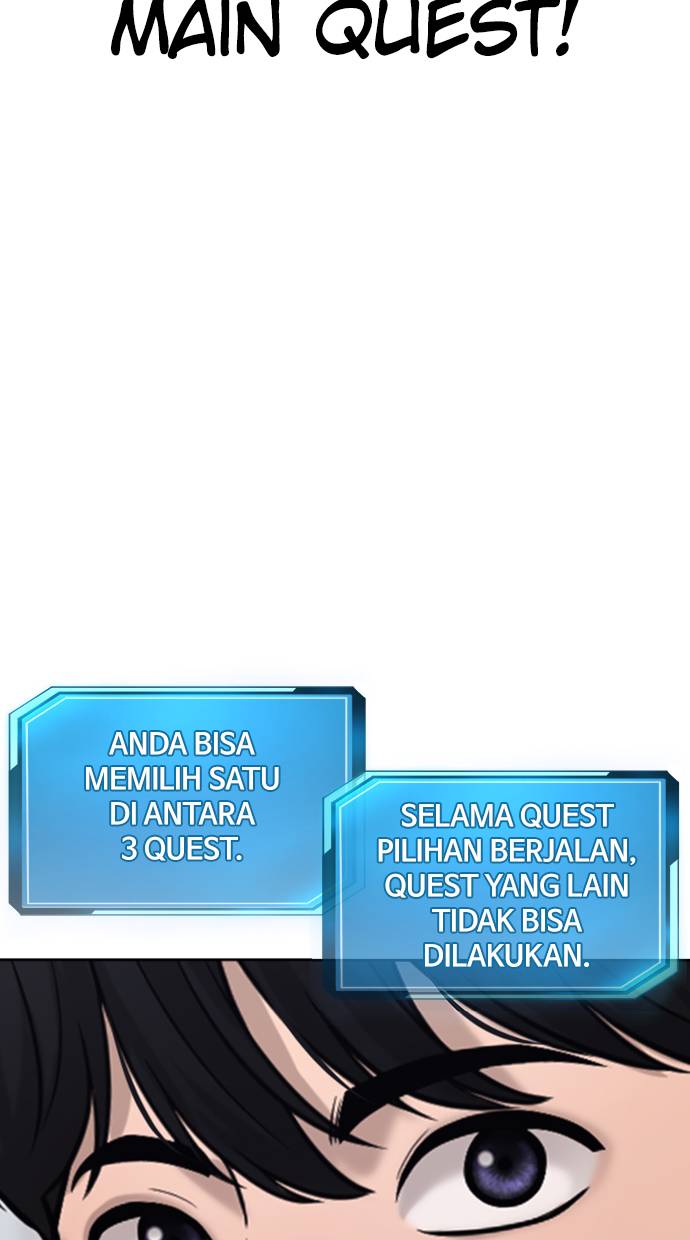 MAIN QUEST!
ANDA BISA
MEMILIH SATU
DI ANTARA
3 QUEST.
SELAMA QUEST
PILIHAN BERJALAN,
QUEST YANG LAIN
TIDAK BISA
DILAKUKAN.